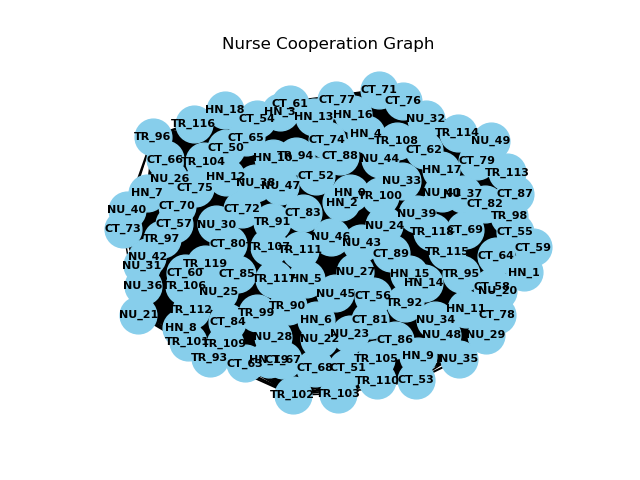 Nurse Cooperation Graph
CT_71
CT_77
CT_76
CT_61
HN_18
HN_3
HN_13
HN_16
CT_54
NU_32
TR_116
TR_96
CT_65
CT_74
HN_4
TR_108
TR_114
NU_49
CT_50
CT_62
CT_66
TR_104
TR_94
CT_88
NU_44
CT_79
HN_17
TR_113
NU_26
HN_12
NU_47
CT_52
NU_33
HN_7
CT_75
HN_2
TR_100
NU_37
CT_87
CT_82
NU_40
CT_70
CT_72
CT_83
NU_39
TR_98
CT_73
CT_57
NU_30
TR_91
NU_24
TR_118
CT_69
CT_55
TR_97
CT_80
TR_107
TR_111
NU_46
NU_43
CT_89
TR_115
CT_64
CT_59
NU_42
NU_31
CT_60
TR_119
CT_85
TR_117
HN_5
NU_27
HN_15
HN_14
TR_95
HN_1
NU_36
TR_106
NU_25
NU_45
CT_56
NU_20
NU_21
TR_112
TR_99
TR_90
TR_92
HN_11
CT_78
HN_8
CT_84
HN_6
CT_81
NU_34
TR_101
TR_109
NU_28
NU_22
NU_23
CT_86
NU_48
NU_29
TR_93
CT_63
CT_67
CT_68
CT_51
TR_105
HN_9
NU_35
TR_110
CT_53
TR_102
TR_103